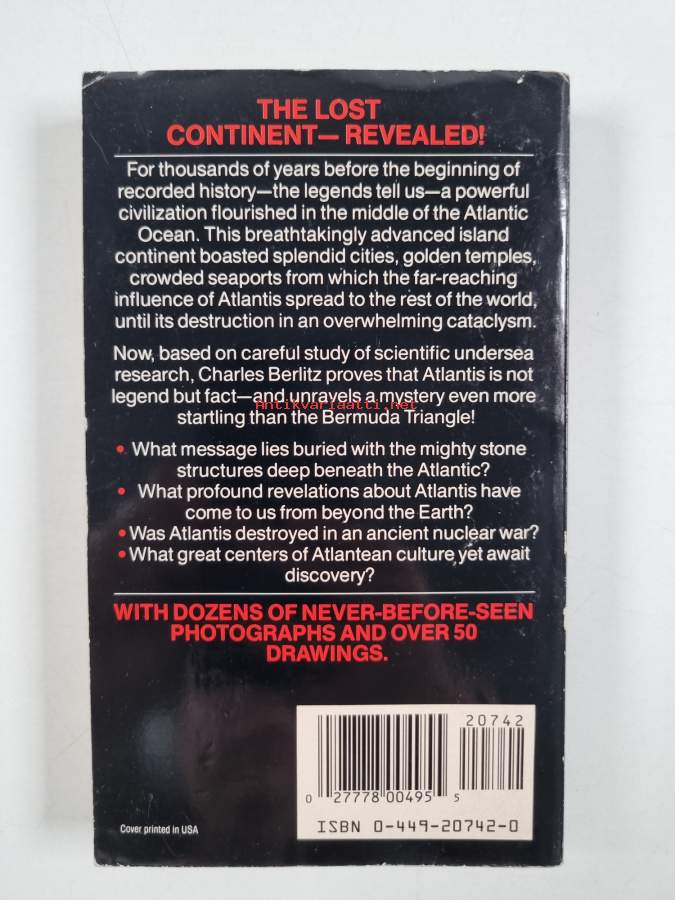 THE LOST
CONTINENT—REVEALED!
For thousands of years before the beginning of
recorded history—the legends tell us—a powerful
civilization flourished in the middle of the Atlantic
Ocean. This breathtakingly advanced island
continent boasted splendid cities, golden temples,
crowded seaports from which the far-reaching
influence of Atlantis spread to the rest of the world,
until its destruction in an overwhelming cataclysm.
Now, based on careful study of scientific undersea
research, Charles Berlitz proves that Atlantis is not
legend but fact—and unravels a mystery even more
Antikvariaatti.net
startling than the Bermuda Triangle!
• What message lies buried with the mighty stone
structures deep beneath the Atlantic?
• What profound revelations about Atlantis have
come to us from beyond the Earth?
• Was Atlantis destroyed in an ancient nuclear war?
• What great centers of Atlantean culture yet await
discovery?
WITH DOZENS OF NEVER-BEFORE-SEEN
PHOTOGRAPHS AND OVER 50
DRAWINGS.
20742
0 27778 00495 5
ISBN 0-449-20742-0
Cover printed in USA